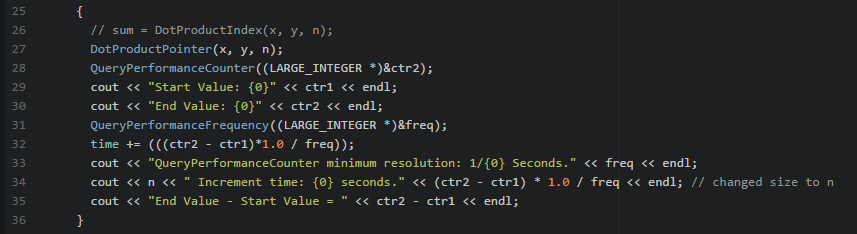 25 {
26 // sum = DotProductIndex(x, y, n);
27 DotProductPointer(x, y, n);
28 QueryPerformanceCounter((LARGE_INTEGER *)&ctr2);
29 cout << "Start Value: {0}" << ctr1 << endl;
30 cout << "End Value: {0}" << ctr2 << endl;
31 QueryPerformanceFrequency((LARGE_INTEGER *)&freq);
32 time += (((ctr2 - ctr1)*1.0 / freq));
33 cout << "QueryPerformanceCounter minimum resolution: 1/{0} Seconds." << freq << endl;
34 cout << n << " Increment time: {0} seconds." << (ctr2 - ctr1) * 1.0 / freq << endl; // changed size to n
35 cout << "End Value - Start Value = " << ctr2 - ctr1 << endl;
36 }